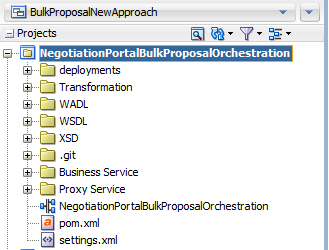 BulkProposalNewApproach
Projects
NegotiationPortalBulkProposalOrchestration
deployments
Transformation
WADL
WSDL
XSD
.git
Business Service
Proxy Service
NegotiationPortalBulkProposalOrchestration
pom.xml
settings.xml